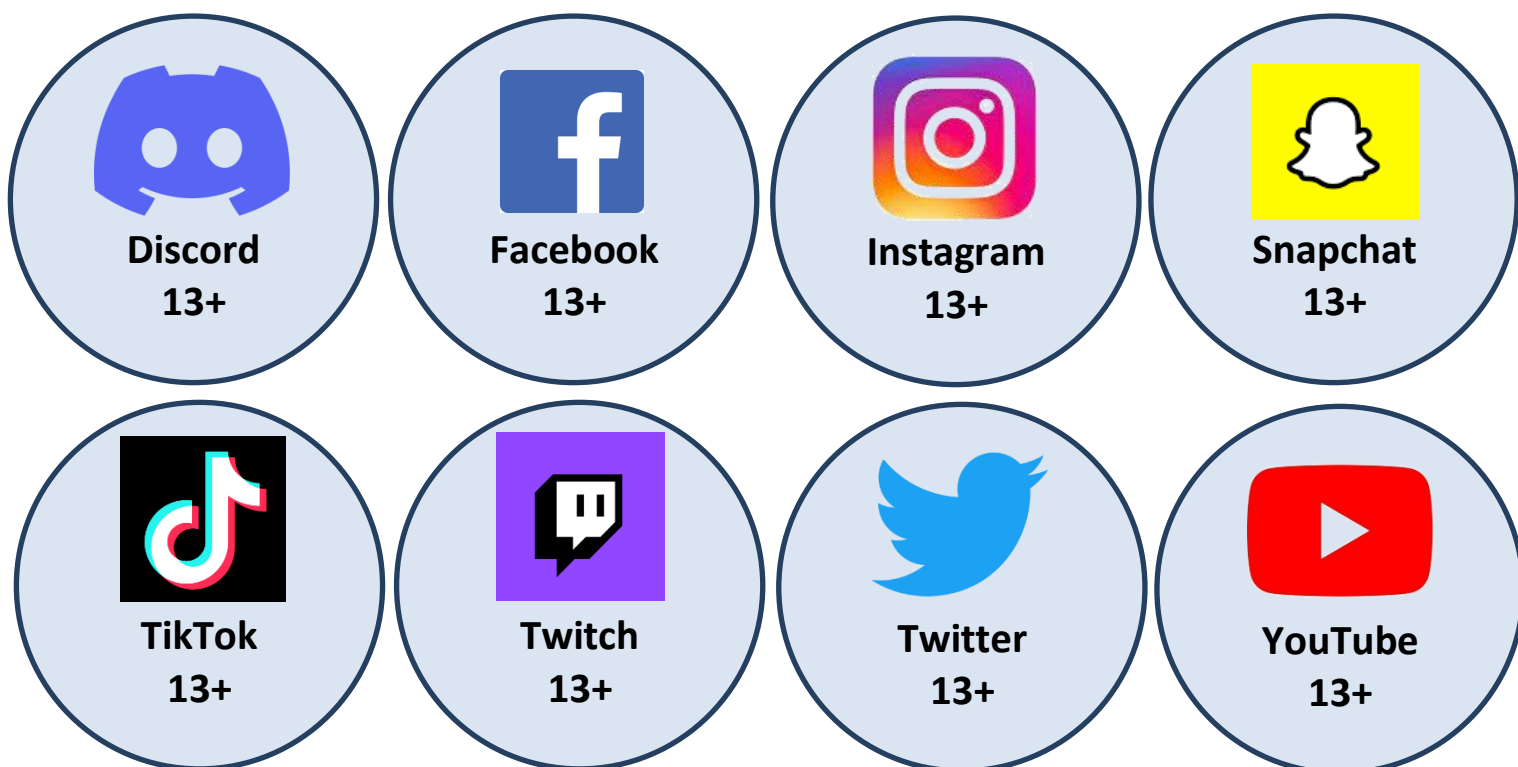 Discord
13+
Facebook
13+
Instagram
13+
Snapchat
13+
TikTok
13+
Twitch
13+
Twitter
13+
YouTube
13+